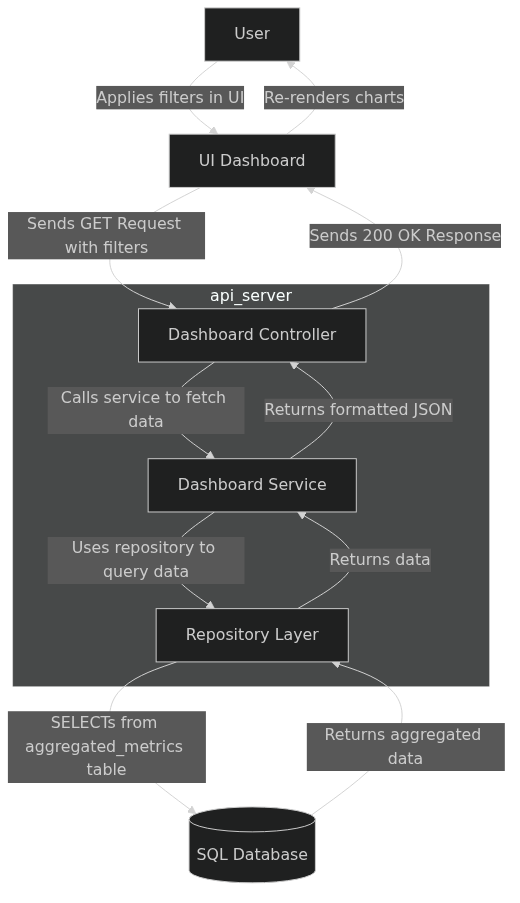 User
Applies filters in UI
Re-renders charts
UI Dashboard
Sends GET Request
with filters
Sends 200 OK Response
api_server
Dashboard Controller
Calls service to fetch
data
Returns formatted JSON
Dashboard Service
Uses repository to
query data
Returns data
Repository Layer
SELECTs from
aggregated_metrics
table
Returns aggregated
data
SQL Database